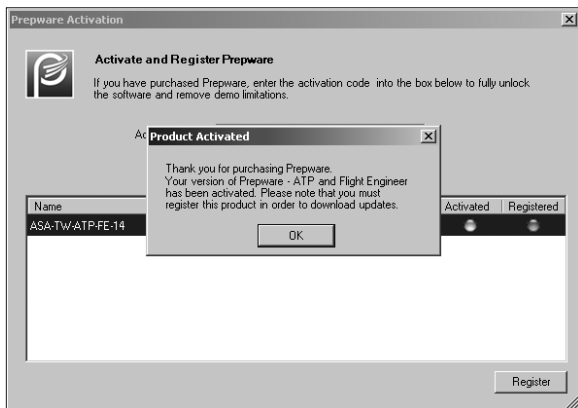 Prepware Activation
Activate and Register Prepware
If you have purchased Prepware, enter the activation code into the box below to fully unlock
the software and remove demo limitations.
Product Activated
Thank you for purchasing Prepware.
Your version of Prepware - ATP and Flight Engineer
has been activated. Please note that you must
register this product in order to download updates.
OK
Name
Activated
Registered
ASA-TW-ATP-FE-14
Register